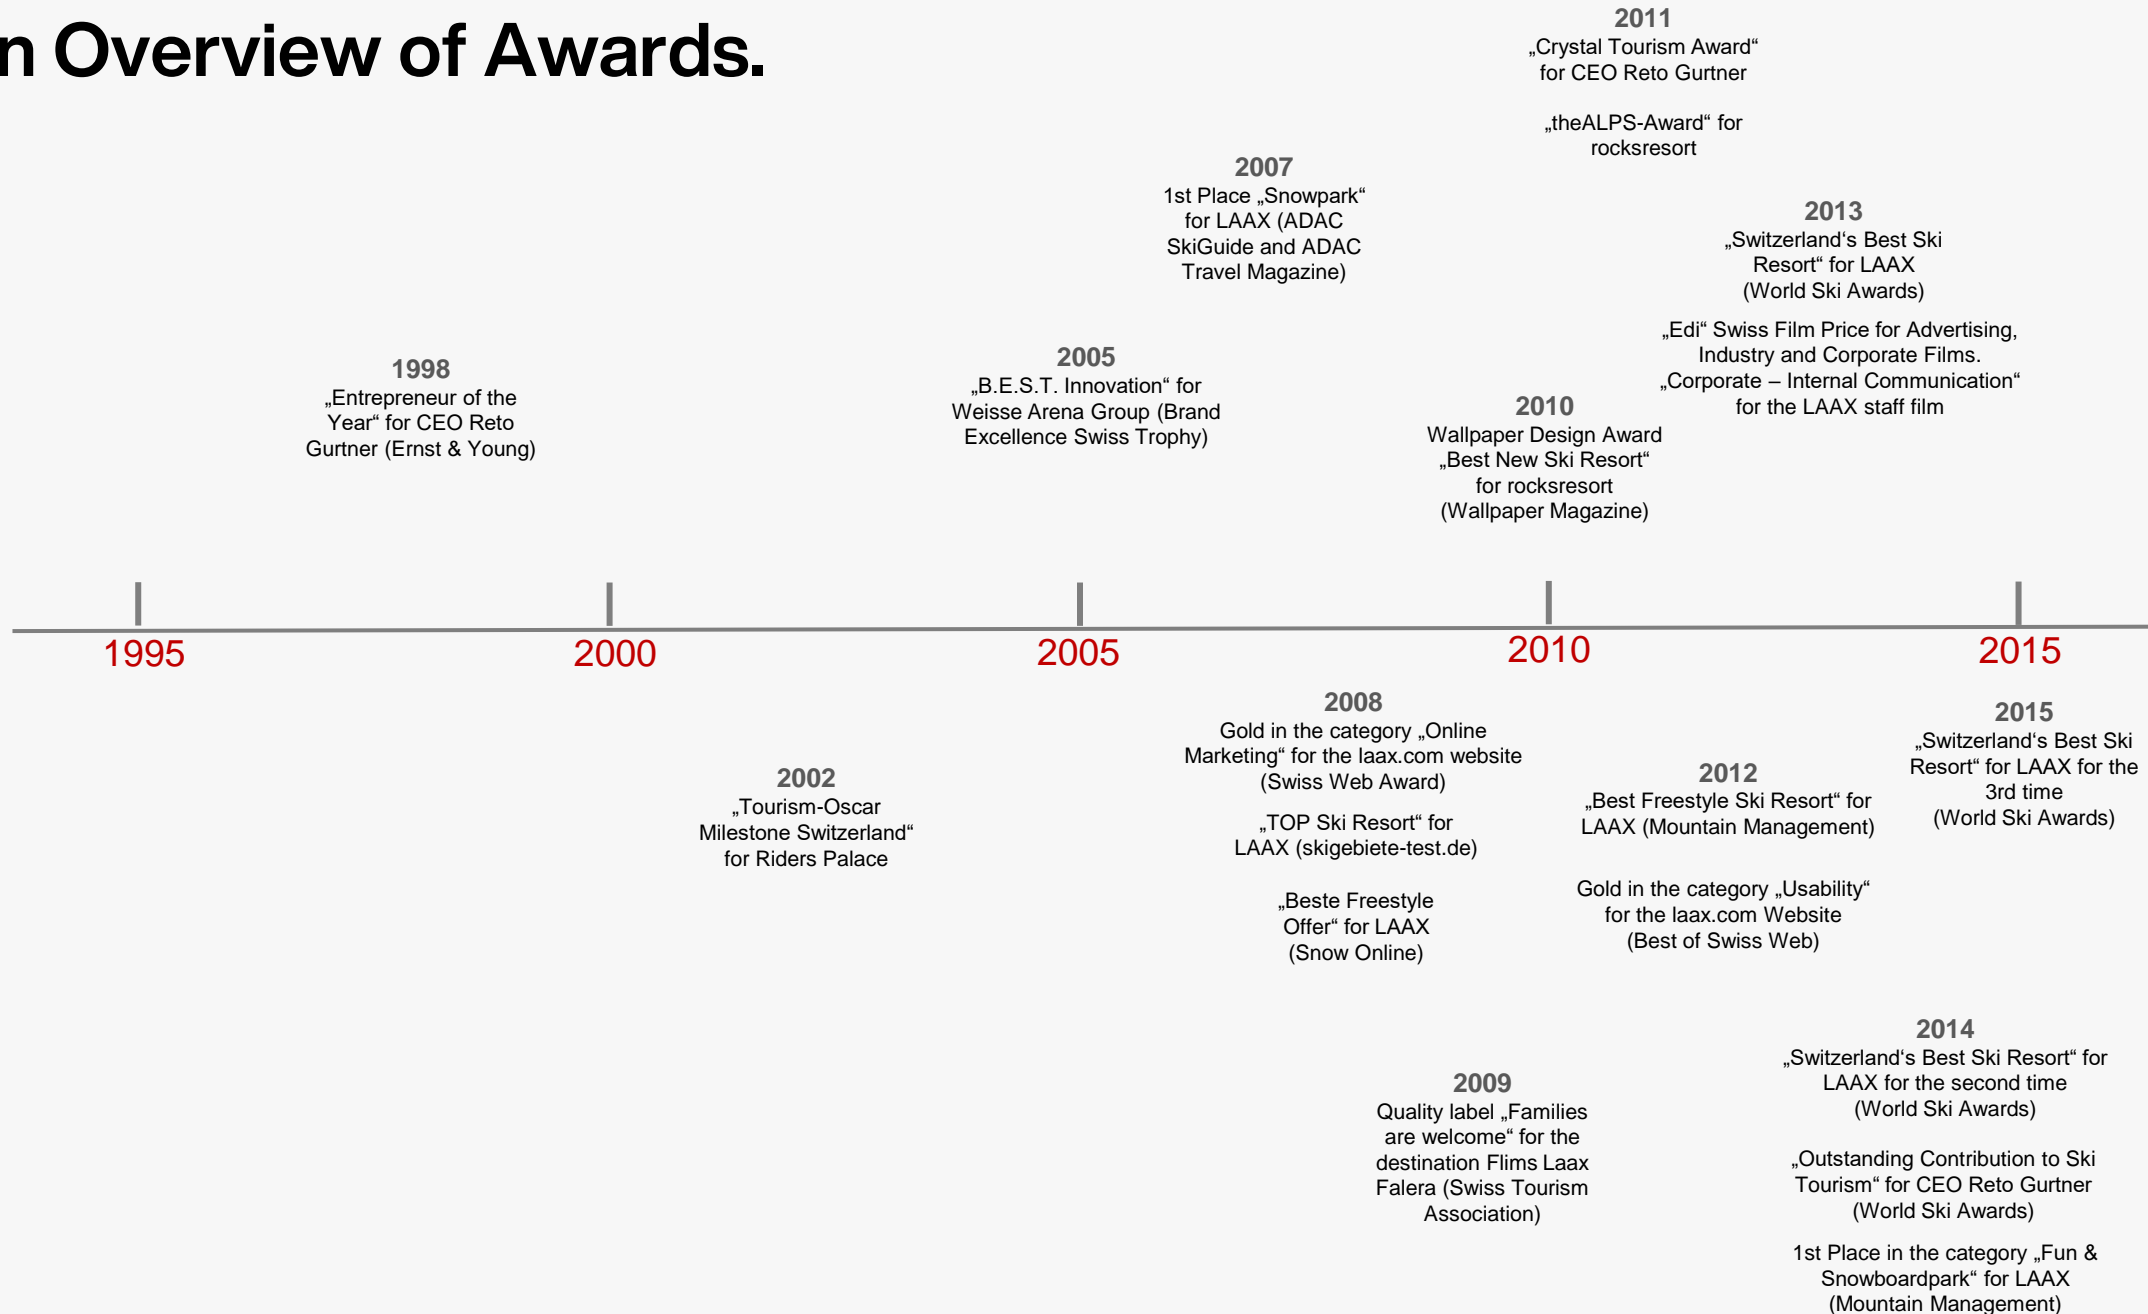 n Overview of Awards.
2011
„Crystal Tourism Award“
for CEO Reto Gurtner
„theALPS-Award“ for
rocksresort
2007
1st Place „Snowpark“
for LAAX (ADAC
SkiGuide and ADAC
Travel Magazine)
2013
„Switzerland‘s Best Ski
Resort“ for LAAX
(World Ski Awards)
„Edi“ Swiss Film Price for Advertising,
Industry and Corporate Films.
„Corporate – Internal Communication“
for the LAAX staff film
1998
„Entrepreneur of the
Year“ for CEO Reto
Gurtner (Ernst & Young)
2005
„B.E.S.T. Innovation“ for
Weisse Arena Group (Brand
Excellence Swiss Trophy)
2010
Wallpaper Design Award
„Best New Ski Resort“
for rocksresort
(Wallpaper Magazine)
1995
2000
2005
2010
2015
2002
„Tourism-Oscar
Milestone Switzerland“
for Riders Palace
2008
Gold in the category „Online
Marketing“ for the laax.com website
(Swiss Web Award)
„TOP Ski Resort“ for
LAAX (skigebiete-test.de)
„Beste Freestyle
Offer“ for LAAX
(Snow Online)
2012
„Best Freestyle Ski Resort“ for
LAAX (Mountain Management)
Gold in the category „Usability“
for the laax.com Website
(Best of Swiss Web)
2015
„Switzerland‘s Best Ski
Resort“ for LAAX for the
3rd time
(World Ski Awards)
2009
Quality label „Families
are welcome“ for the
destination Flims Laax
Falera (Swiss Tourism
Association)
2014
„Switzerland‘s Best Ski Resort“ for
LAAX for the second time
(World Ski Awards)
„Outstanding Contribution to Ski
Tourism“ for CEO Reto Gurtner
(World Ski Awards)
1st Place in the category „Fun &
Snowboardpark“ for LAAX
(Mountain Management)